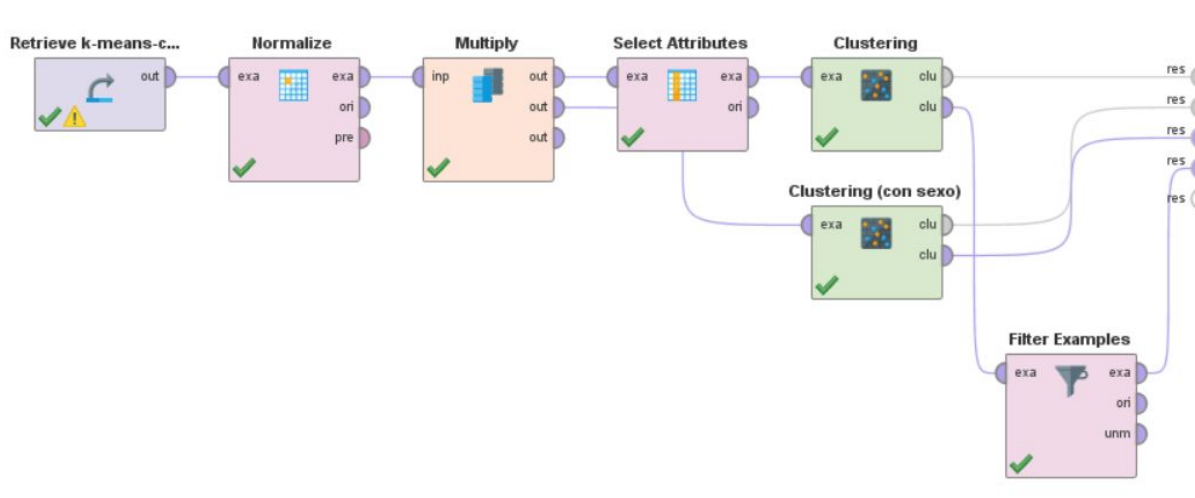 Retrieve k-means-c...
out
Normalize
exa
exa
ori
pre
Multiply
inp
out
out
out
Select Attributes
exa
exa
ori
Clustering
exa
clu
clu
Clustering (con sexo)
exa
clu
clu
Filter Examples
exa
exa
ori
unm
res
res
res
res
res